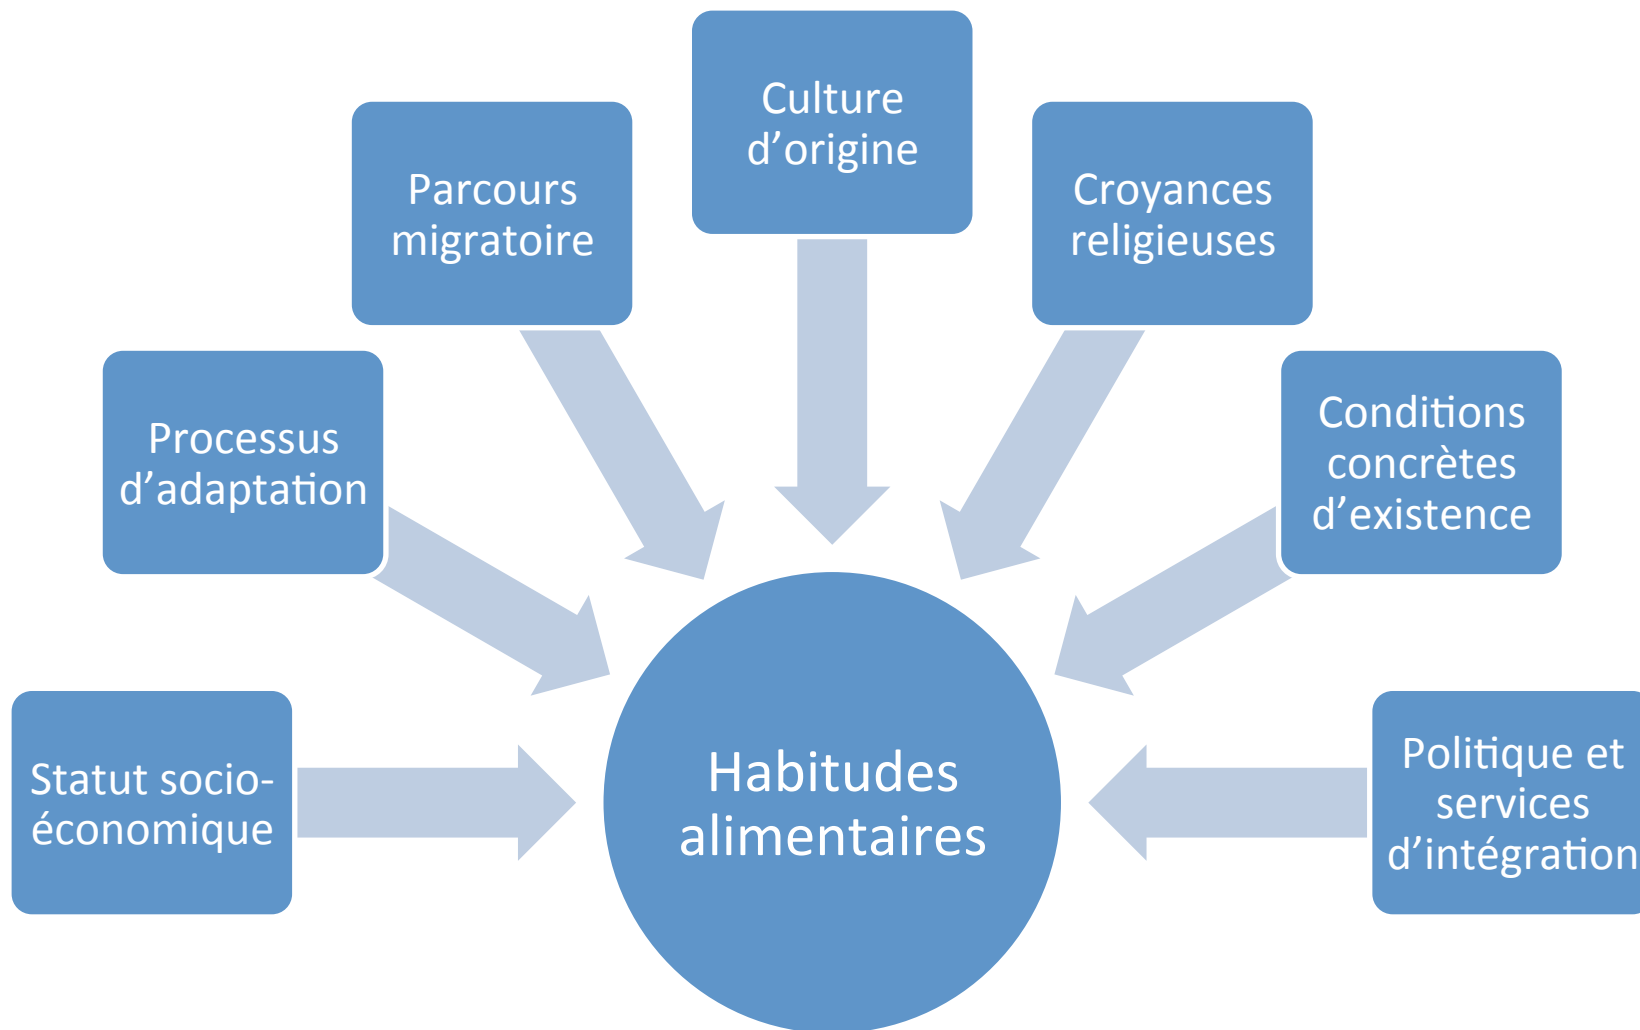 Culture
d’origine
Parcours
migratoire
Croyances
religieuses
Processus
d’adaptation
Conditions
concrètes
d’existence
Statut socio-
économique
Habitudes
alimentaires
Politique et
services
d’intégration